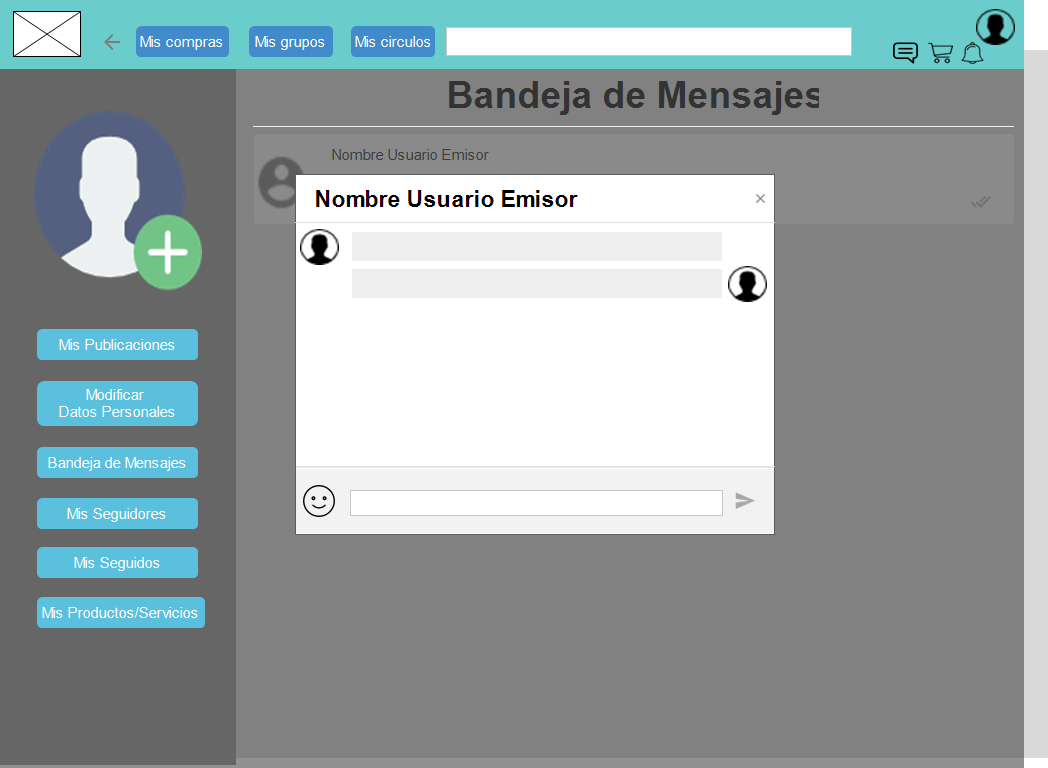 Mis compras
Mis grupos
Mis circulos
Bandeja de Mensajes
Nombre Usuario Emisor
Nombre Usuario Emisor
×
Mis Publicaciones
Modificar
Datos Personales
Bandeja de Mensajes
Mis Seguidores
Mis Seguidos
Mis Productos/Servicios